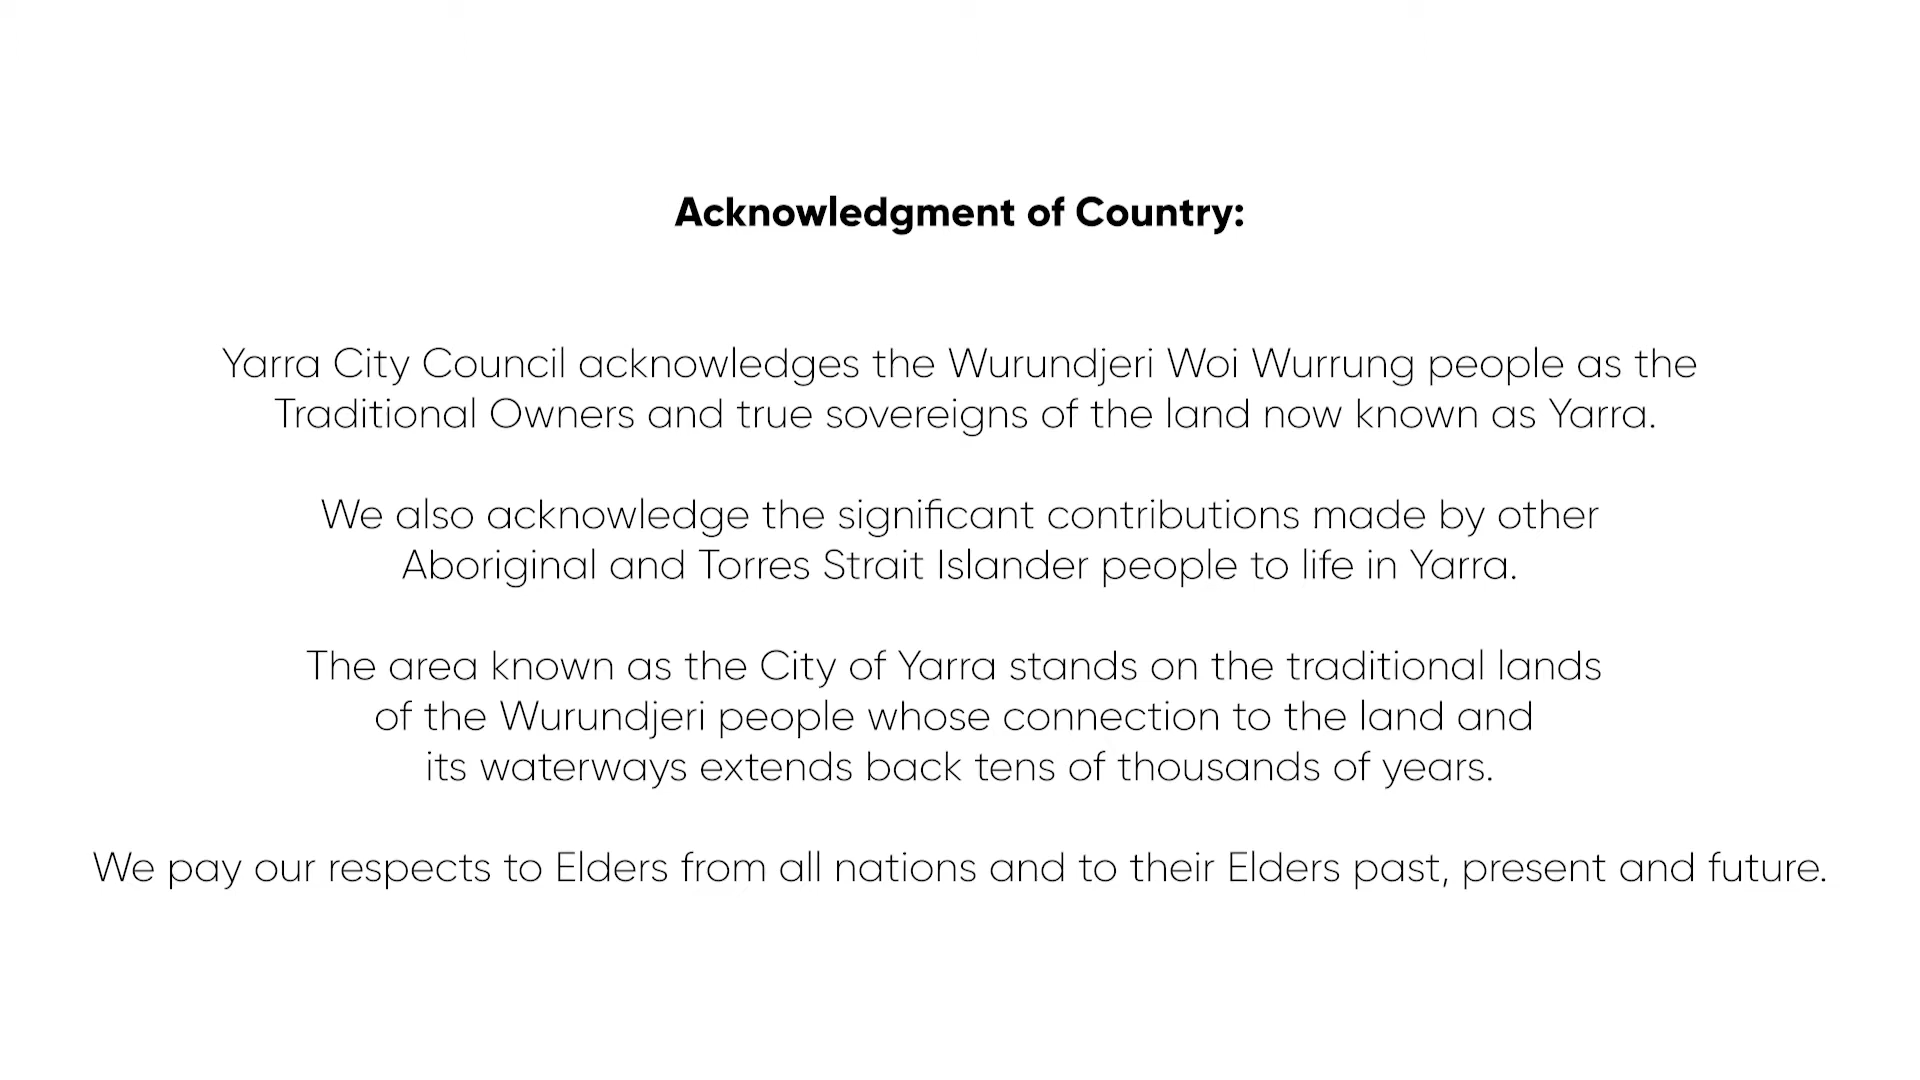 Acknowledgment of Country:
Yarra City Council acknowledges the Wurundjeri Woi Wurrung people as the
Traditional Owners and true sovereigns of the land now known as Yarra.
We also acknowledge the significant contributions made by other
Aboriginal and Torres Strait Islander people to life in Yarra.
The area known as the City of Yarra stands on the traditional lands
of the Wurundjeri people whose connection to the land and
its waterways extends back tens of thousands of years.
We pay our respects to Elders from all nations and to their Elders past, present and future.